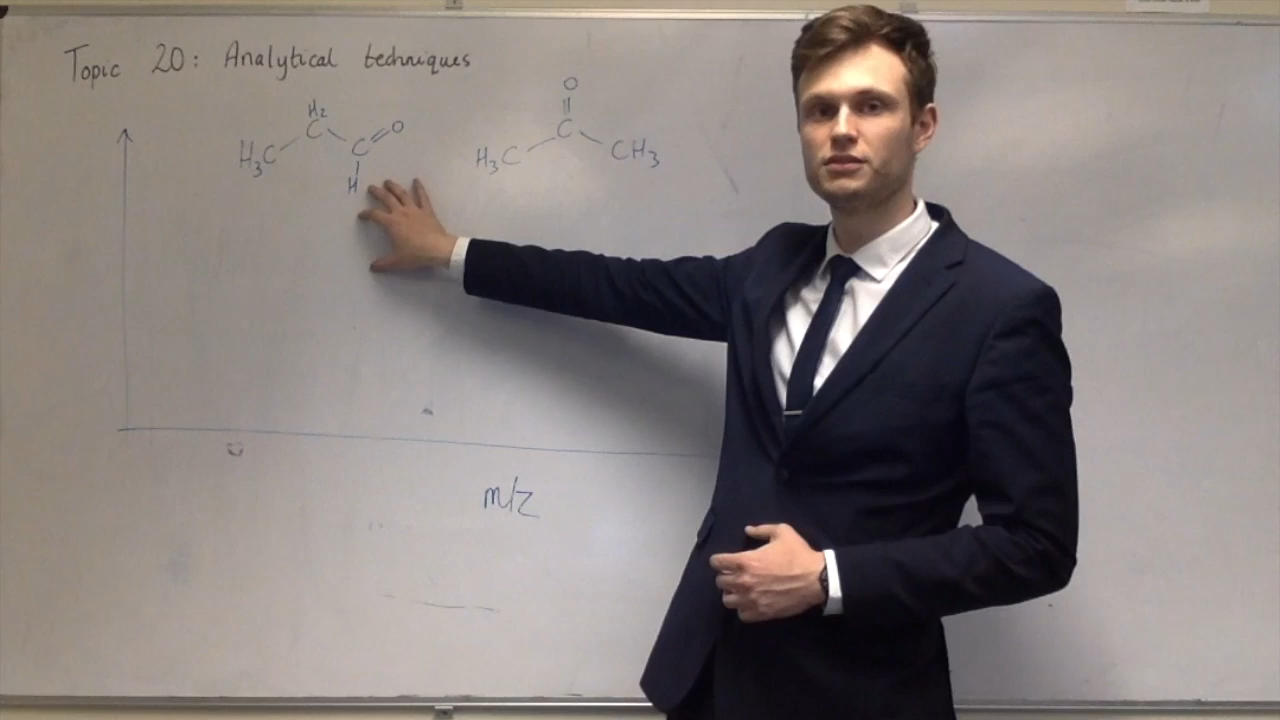 Topic 20: Analytical techniques
H2
H3C C C O
H
O
H3C C CH3
m/z